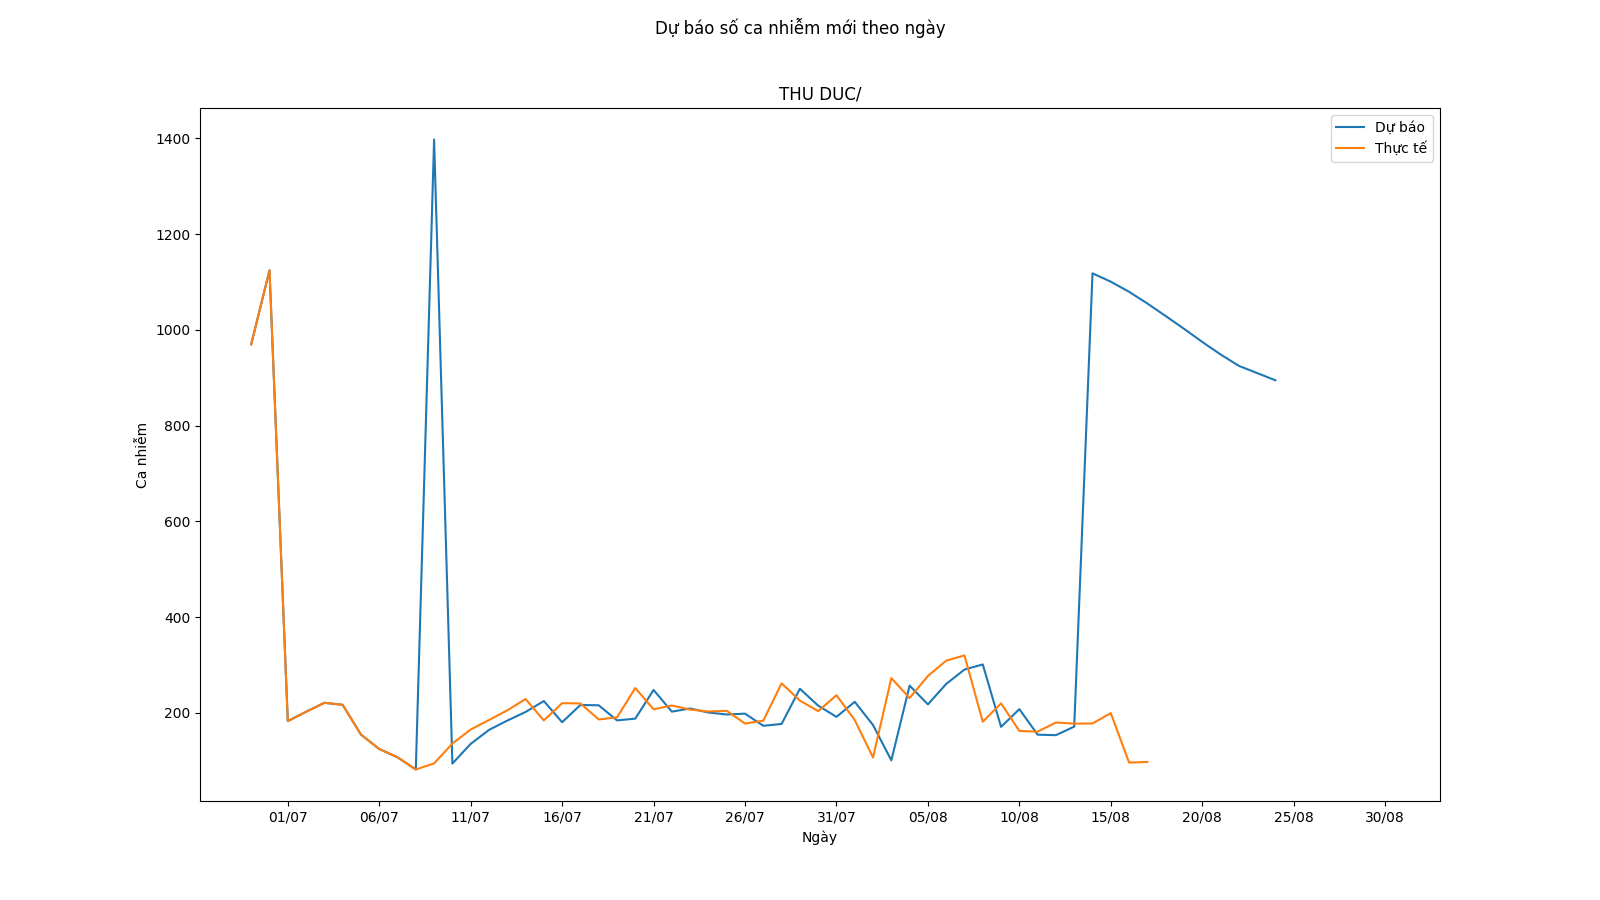 Dự báo số ca nhiễm mới theo ngày
THU DUC/
Dự báo
Thực tế
1400
1200
1000
800
600
400
200
Ca nhiễm
01/07 06/07 11/07 16/07 21/07 26/07 31/07 05/08 10/08 15/08 20/08 25/08 30/08
Ngày